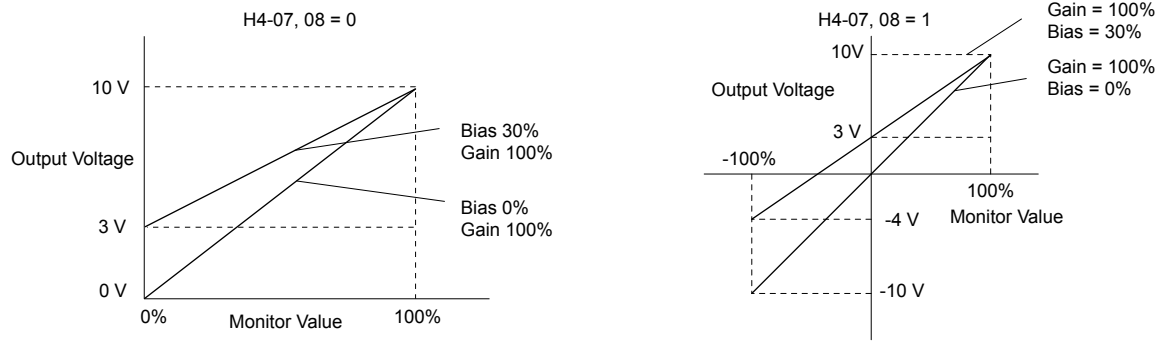 H4-07, 08 = 0
10 V
Output Voltage
3 V
0 V
0%
Monitor Value
100%
Bias 30%
Gain 100%
Bias 0%
Gain 100%
H4-07, 08 = 1
Gain = 100%
Bias = 30%
Gain = 100%
Bias = 0%
10V
Output Voltage
3 V
-100%
100%
Monitor Value
-4 V
-10 V